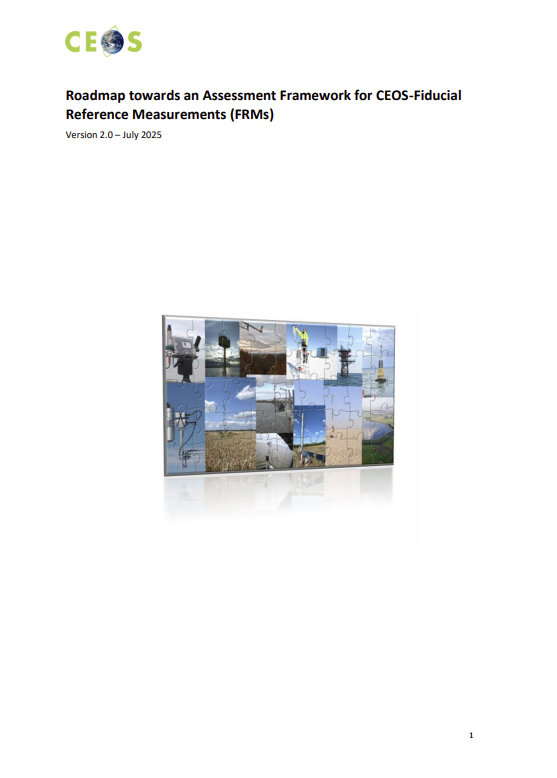 CEOS
Roadmap towards an Assessment Framework for CEOS-Fiducial
Reference Measurements (FRMs)
Version 2.0 – July 2025
1